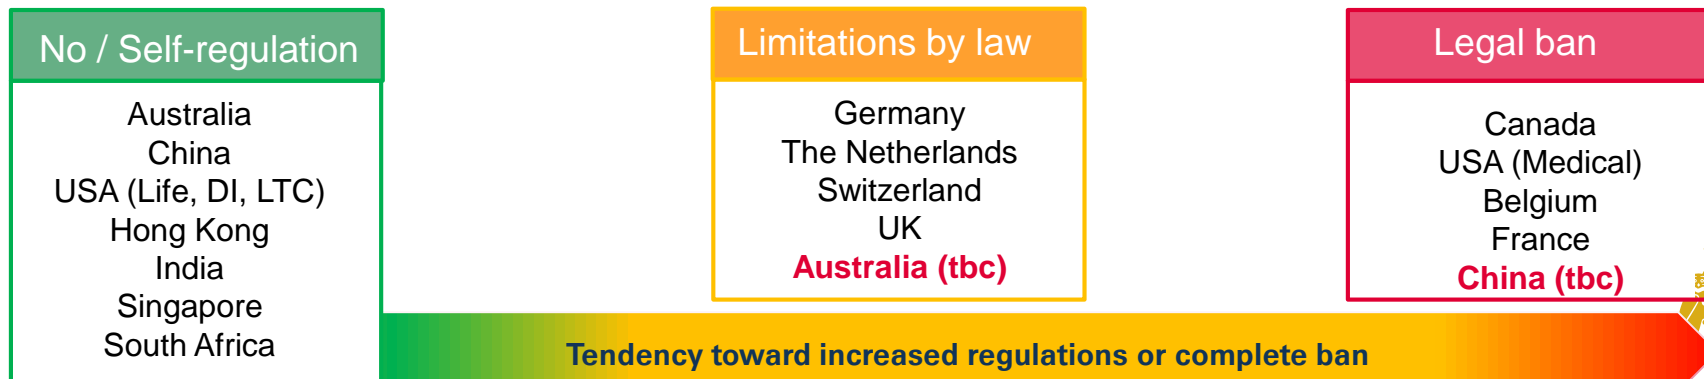 No / Self-regulation
Australia
China
USA (Life, DI, LTC)
Hong Kong
India
Singapore
South Africa
Limitations by law
Germany
The Netherlands
Switzerland
UK
Australia (tbc)
Legal ban
Canada
USA (Medical)
Belgium
France
China (tbc)
Tendency toward increased regulations or complete ban